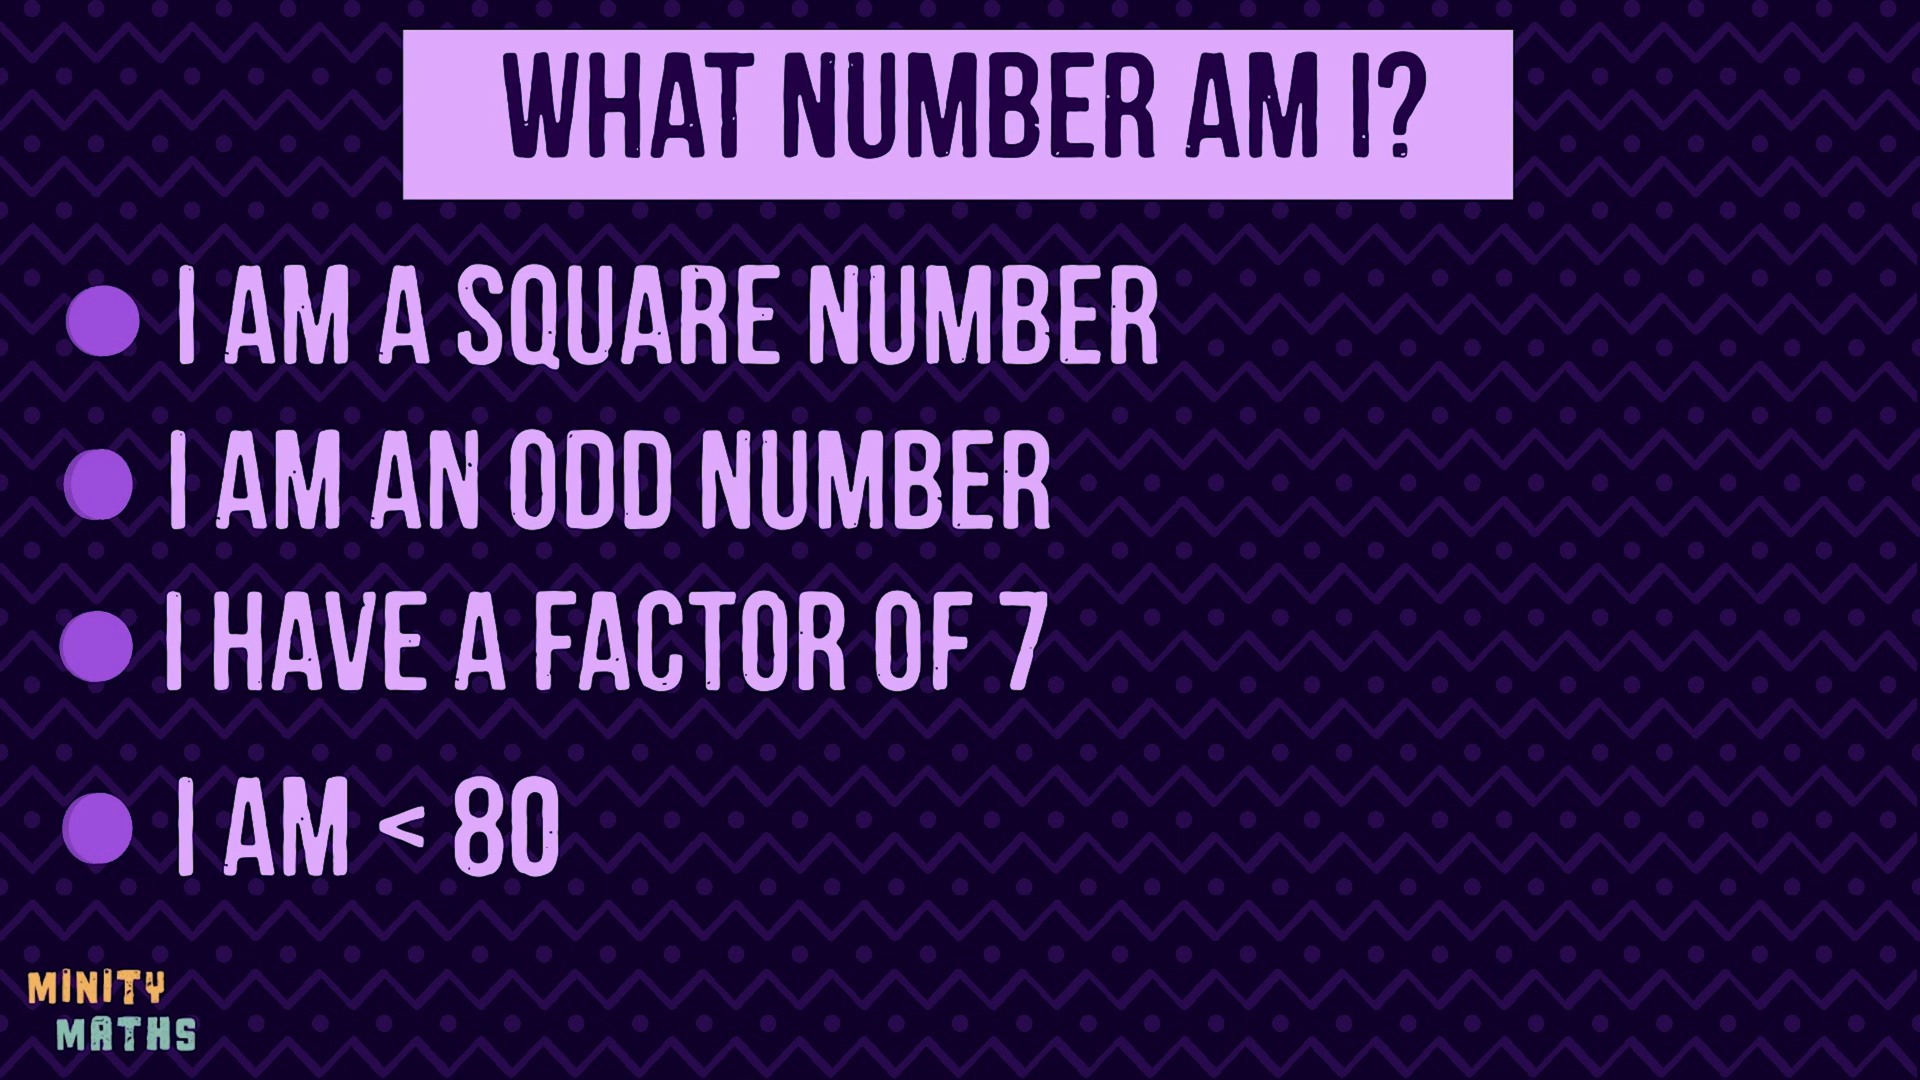 WHAT NUMBER AM I?
I AM A SQUARE NUMBER
I AM AN ODD NUMBER
I HAVE A FACTOR OF 7
I AM < 80
MINITY
MATHS